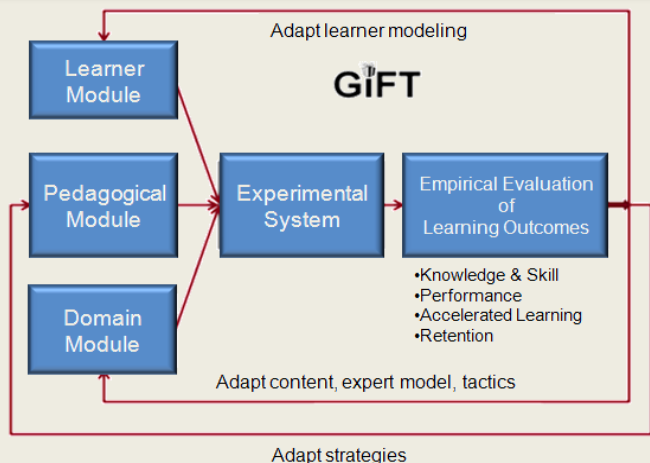 Adapt learner modeling
GiFT
Learner
Module
Pedagogical
Module
Experimental
System
Empirical Evaluation
of
Learning Outcomes
•Knowledge & Skill
•Performance
•Accelerated Learning
•Retention
Domain
Module
Adapt content, expert model, tactics
Adapt strategies